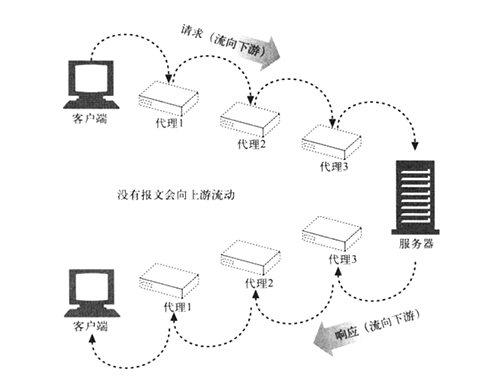 请求（流向下游）
客户端
代理1
代理2
代理3
没有报文会向上游流动
服务器
代理3
代理2
代理1
客户端
响应（流向下游）